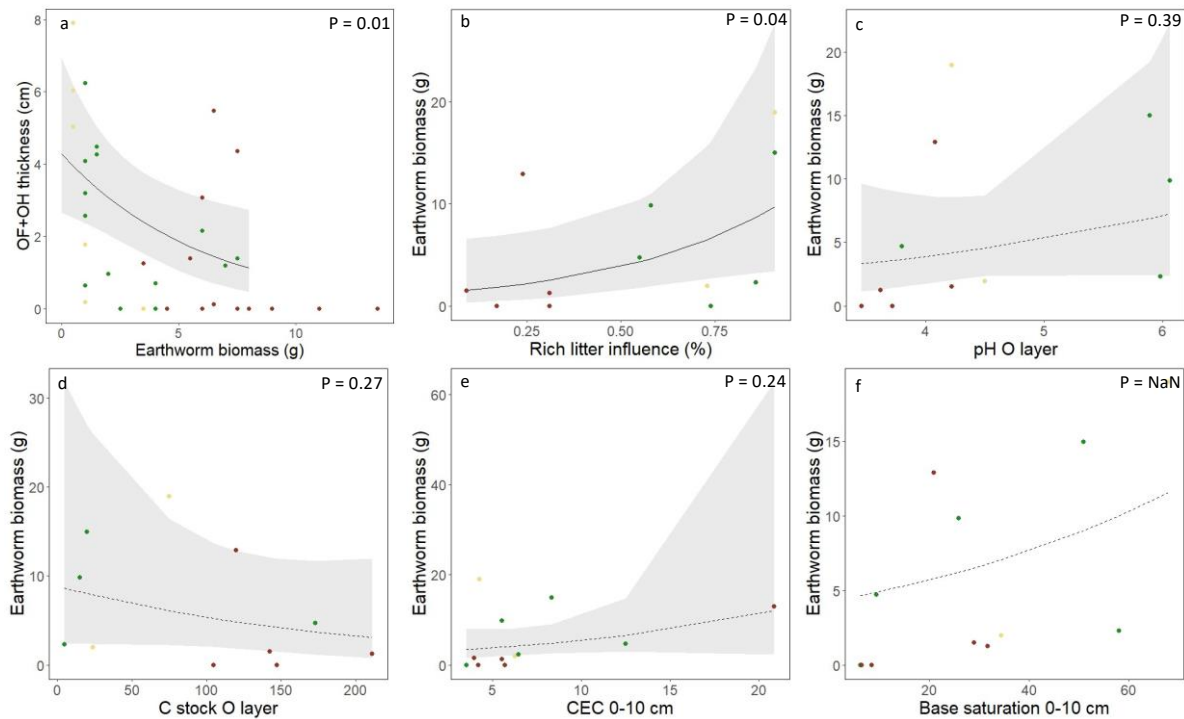 a
P = 0.01
OF+OH thickness (cm)
8
6
4
2
0
0 5 10
Earthworm biomass (g)
b
P = 0.04
Earthworm biomass (g)
20
10
0
0.25 0.50 0.75
Rich litter influence (%)
c
P = 0.39
Earthworm biomass (g)
20
15
10
5
0
4 5 6
pH O layer
d
P = 0.27
Earthworm biomass (g)
30
20
10
0
0 50 100 150 200
C stock O layer
e
P = 0.24
Earthworm biomass (g)
60
40
20
0
5 10 15 20
CEC 0-10 cm
f
P = NaN
Earthworm biomass (g)
15
10
5
0
20 40 60
Base saturation 0-10 cm